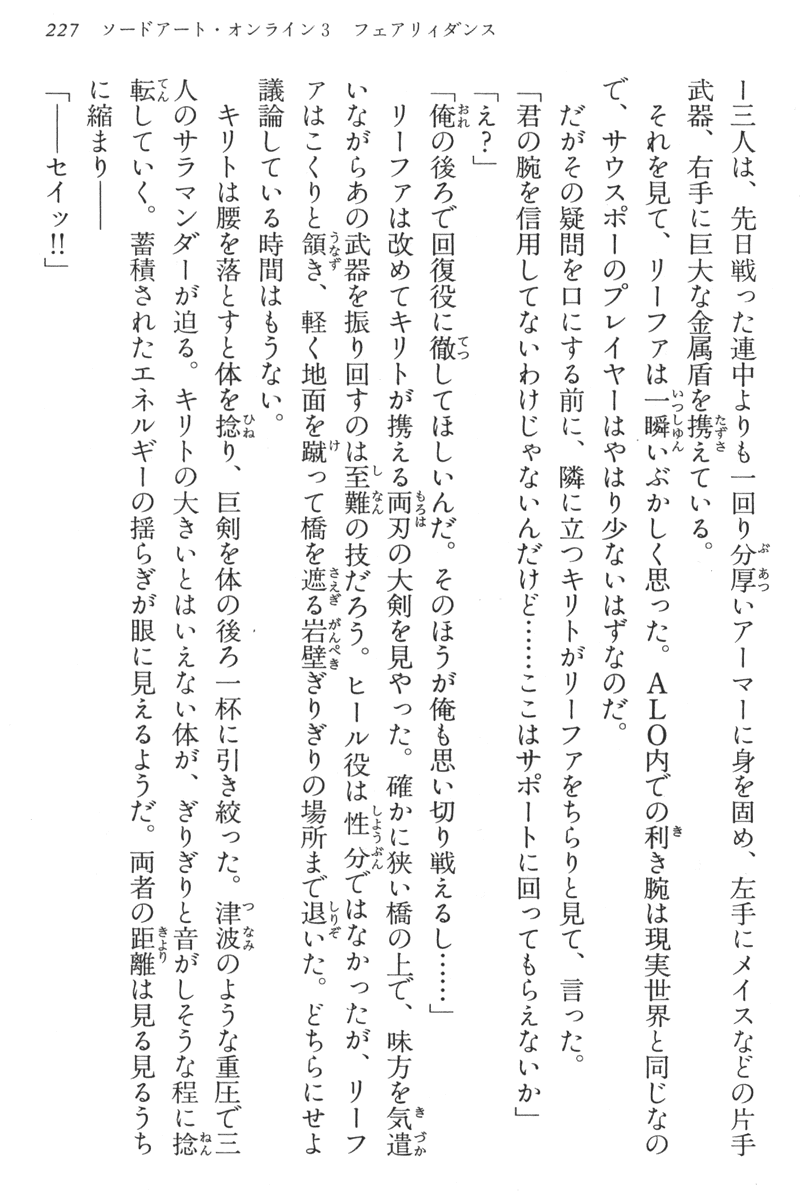 227 ソードアート・オンライン3 フェアリィダンス
ー三人は、先日戦った連中よりも一回り分厚いアーマーに身を固め、左手にメイスなどの片手
武器、右手に巨大な金属盾を携えている。
それを見て、リーファは一瞬いぶかしく思った。ALO内での利き腕は現実世界と同じなの
で、サウスポーのプレイヤーはやはり少ないはずなのだ。
だがその疑問を口にする前に、隣に立つキリトがリーファをちらりと見て、言った。
「君の腕を信用してないわけじゃないんだけど……ここはサポートに回ってもらえないか」
「え？」
「俺の後ろで回復役に徹してほしいんだ。そのほうが俺も思い切り戦えるし……」
リーファは改めてキリトが携える両刃の大剣を見やった。確かに狭い橋の上で、味方を気遣
いながらあの武器を振り回すのは至難の技だろう。ヒール役は性分ではなかったが、リーフ
ァはこくりと頷き、軽く地面を蹴って橋を遮る岩壁ぎりぎりの場所まで退いた。どちらにせよ
議論している時間はもうない。
キリトは腰を落とすと体を捻り、巨剣を体の後ろ一杯に引き絞った。津波のような重圧で三
人のサラマンダーが迫る。キリトの大きいとはいえない体が、ぎりぎりと音がしそうな程に捻
転していく。蓄積されたエネルギーの揺らぎが眼に見えるようだ。両者の距離は見る見るうち
に縮まり――
「――セイッ!!」